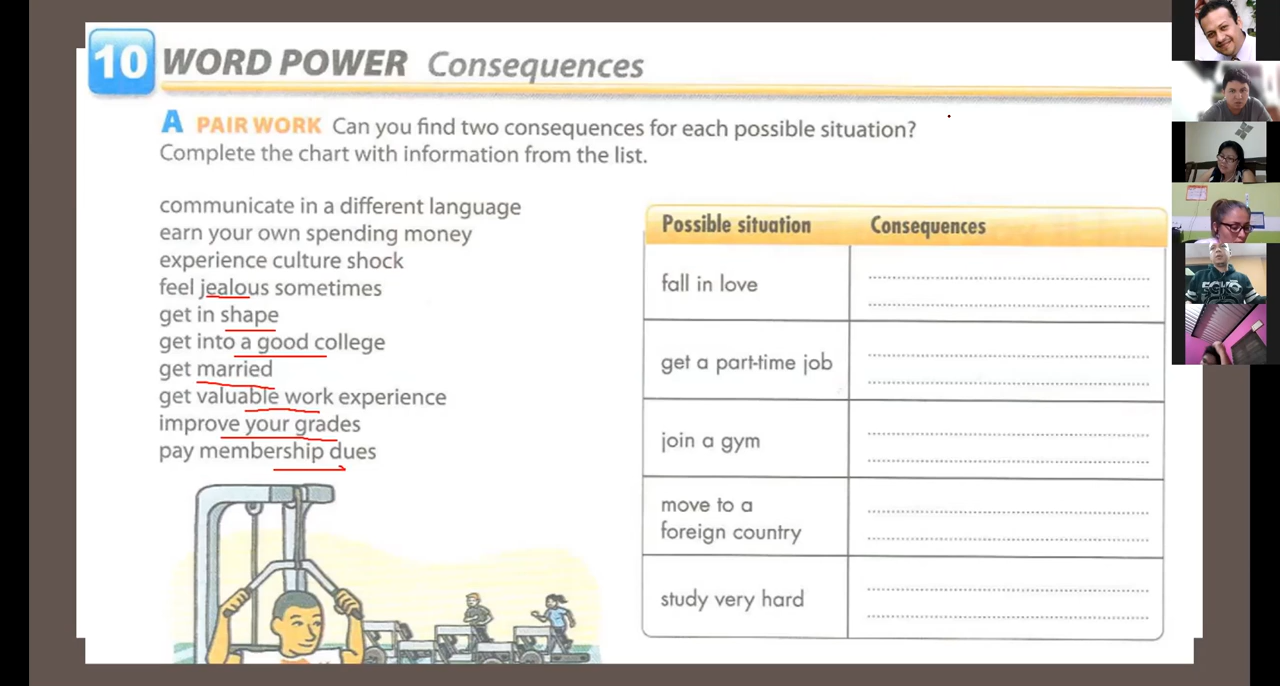 10 WORD POWER Consequences
A PAIR WORK Can you find two consequences for each possible situation?
Complete the chart with information from the list.
communicate in a different language
earn your own spending money
experience culture shock
feel jealous sometimes
get in shape
get into a good college
get married
get valuable work experience
improve your grades
pay membership dues
Possible situation Consequences
fall in love
get a part-time job
join a gym
move to a
foreign country
study very hard